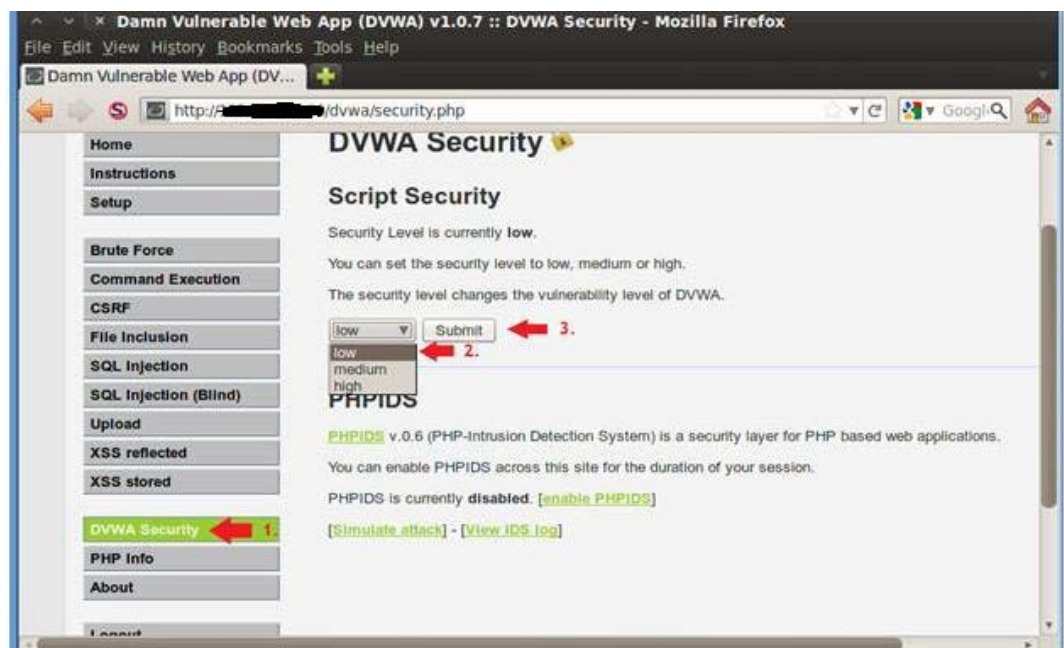 Damn Vulnerable Web App (DVWA) v1.0.7 :: DVWA Security - Mozilla Firefox
File Edit View History Bookmarks Tools Help
Damn Vulnerable Web App (DV...
http:// /dvwa/security.php
Googl
Home
Instructions
Setup
Brute Force
Command Execution
CSRF
File Inclusion
SQL Injection
SQL Injection (Blind)
Upload
XSS reflected
XSS stored
DVWA Security 1.
PHP Info
About
Logout
DVWA Security
Script Security
Security Level is currently low.
You can set the security level to low, medium or high.
The security level changes the vulnerability level of DVWA.
low Submit 3.
low 2.
medium
high
PHPIDS
PHPIDS v.0.6 (PHP-Intrusion Detection System) is a security layer for PHP based web applications.
You can enable PHPIDS across this site for the duration of your session.
PHPIDS is currently disabled. [enable PHPIDS]
[Simulate attack] - [View IDS log]